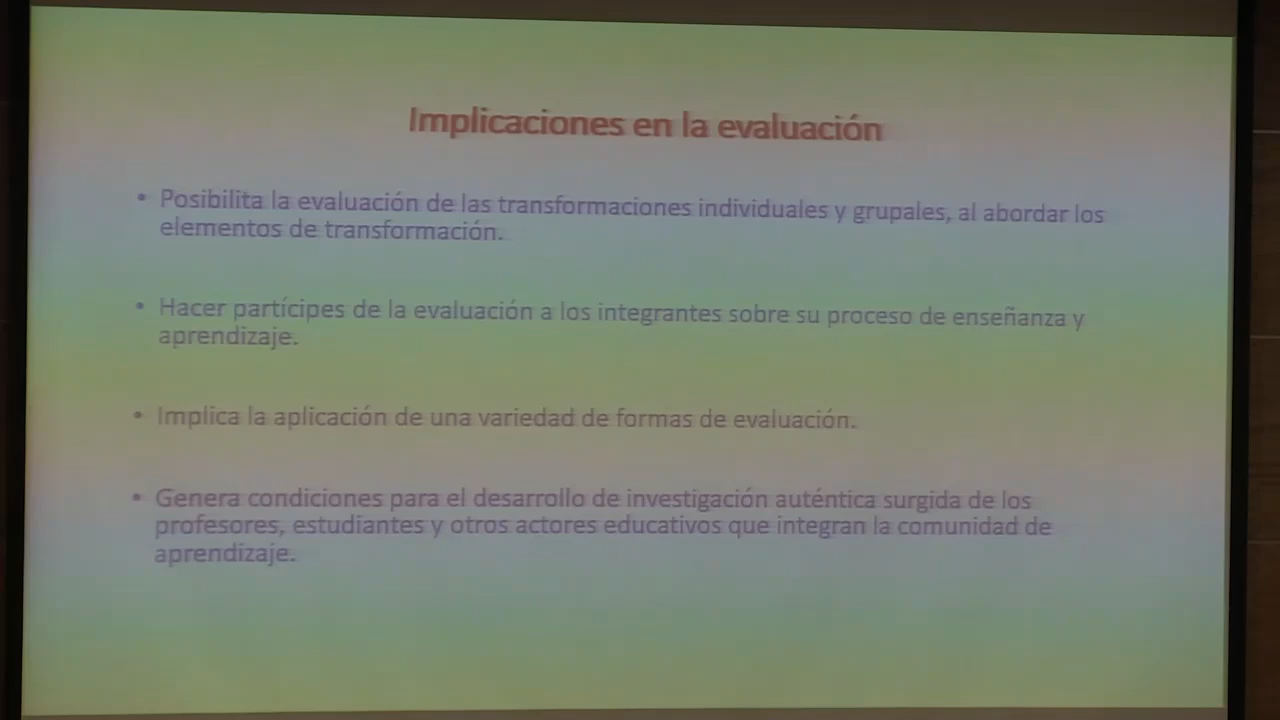 Implicaciones en la evaluación
• Posibilita la evaluación de las transformaciones individuales y grupales, al abordar los
elementos de transformación.
• Hacer partícipes de la evaluación a los integrantes sobre su proceso de enseñanza y
aprendizaje.
• Implica la aplicación de una variedad de formas de evaluación.
• Genera condiciones para el desarrollo de investigación auténtica surgida de los
profesores, estudiantes y otros actores educativos que integran la comunidad de
aprendizaje.